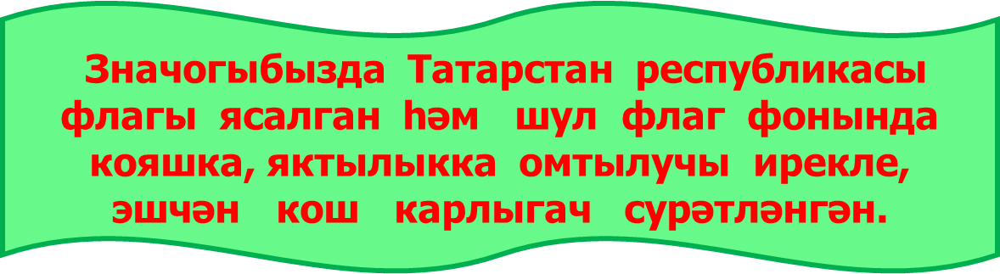 Значогыбызда Татарстан республикасы
флагы ясалган һәм шул флаг фонында
кояшка, яктылыкка омтылучы ирекле,
эшчән кош карлыгач сурәтләнгән.